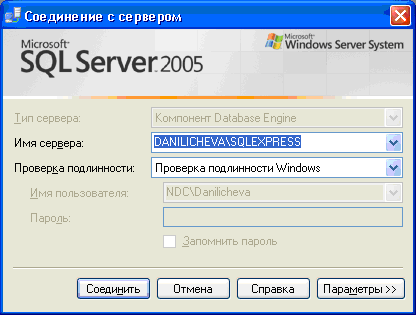 Соединение с сервером
Microsoft
SQL Server 2005
Microsoft
Windows Server System
Тип сервера: Компонент Database Engine
Имя сервера: DANILICHEVA\SQLEXPRESS
Проверка подлинности: Проверка подлинности Windows
Имя пользователя: NDC\Danilicheva
Пароль:
Запомнить пароль
Соединить Отмена Справка Параметры >>